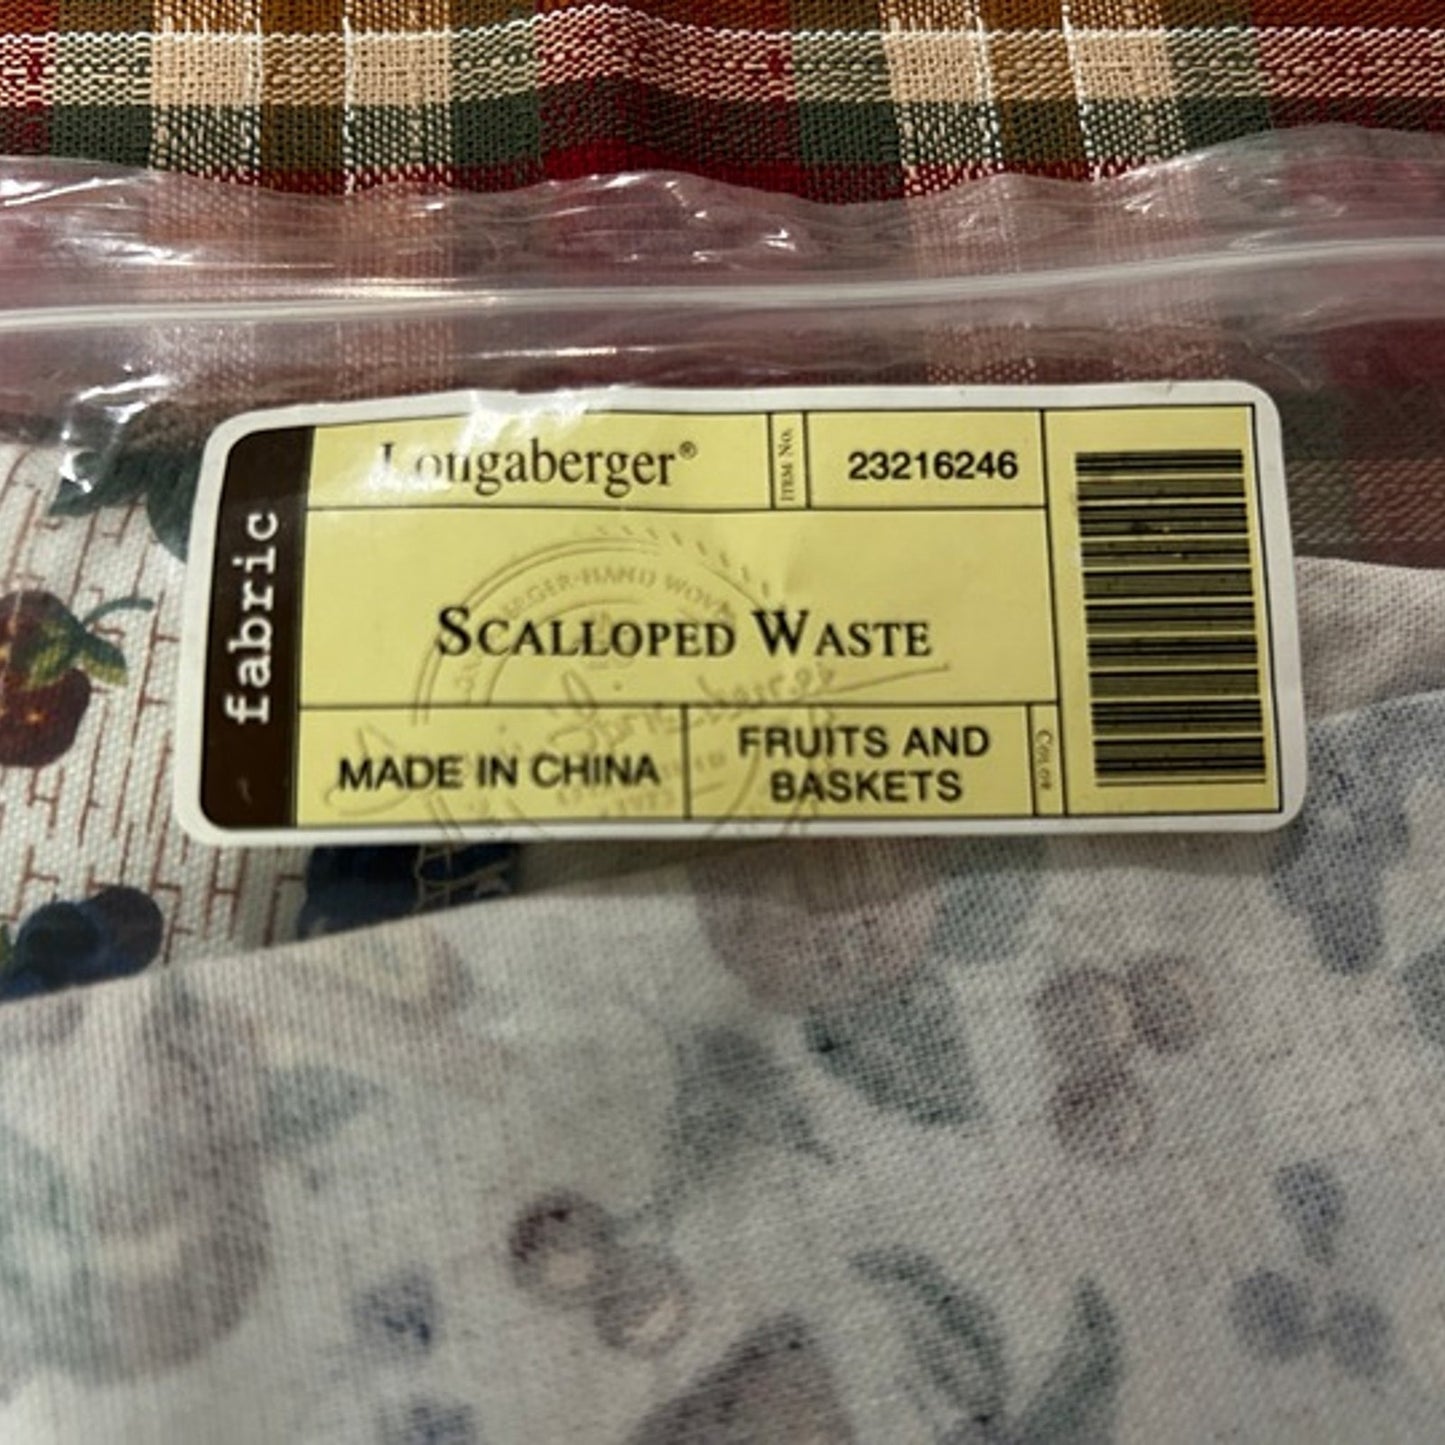 fabric
Longaberger®
ITEM NO.
23216246
SCALLOPED WASTE
MADE IN CHINA
FRUITS AND
BASKETS
COLOR